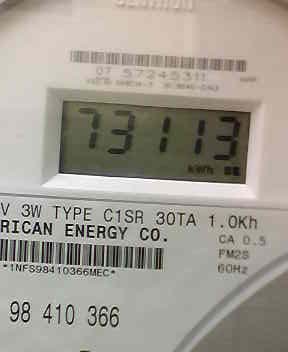 CENTRON
07 57245311
73113
kWh
V 3W TYPE C1SR 30TA 1.0Kh
RICAN ENERGY CO.
CA 0.5
FM2S
60Hz
*1NFS98410366MEC*
98 410 366